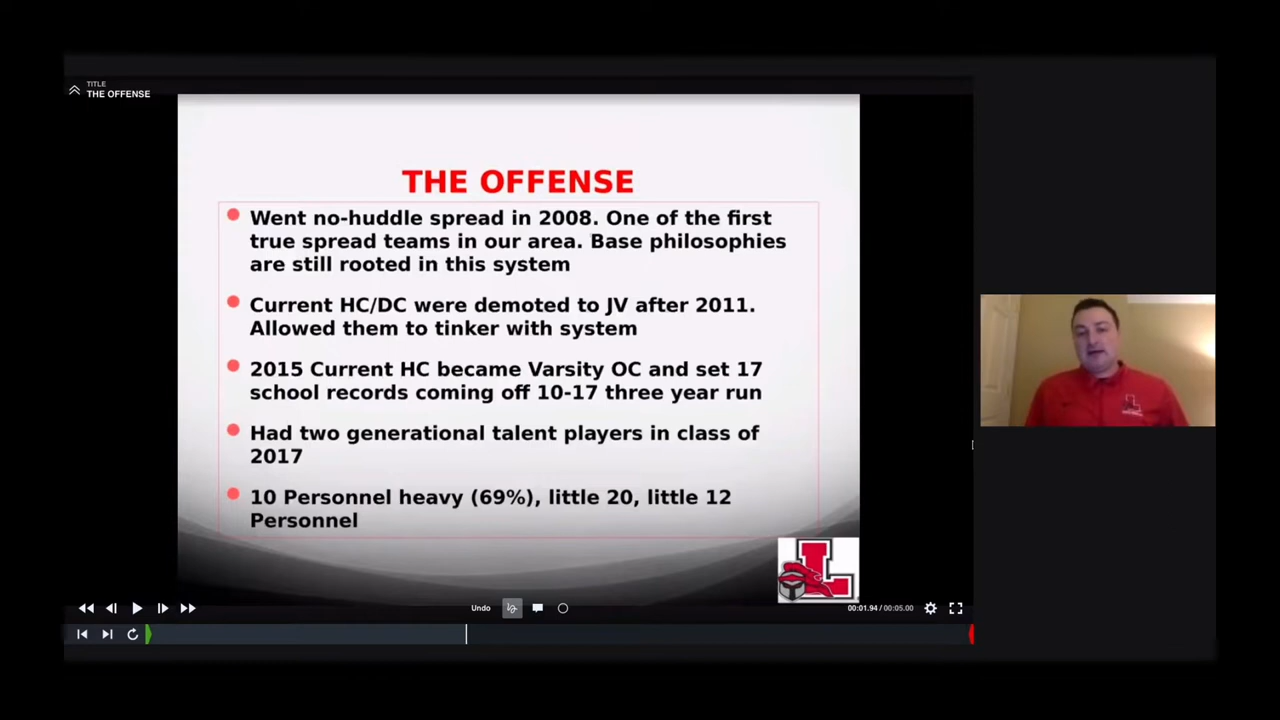 TITLE
THE OFFENSE
THE OFFENSE
Went no-huddle spread in 2008. One of the first
true spread teams in our area. Base philosophies
are still rooted in this system
Current HC/DC were demoted to JV after 2011.
Allowed them to tinker with system
2015 Current HC became Varsity OC and set 17
school records coming off 10-17 three year run
Had two generational talent players in class of
2017
10 Personnel heavy (69%), little 20, little 12
Personnel
L
Undo
00:01.94 / 00:05.00
L